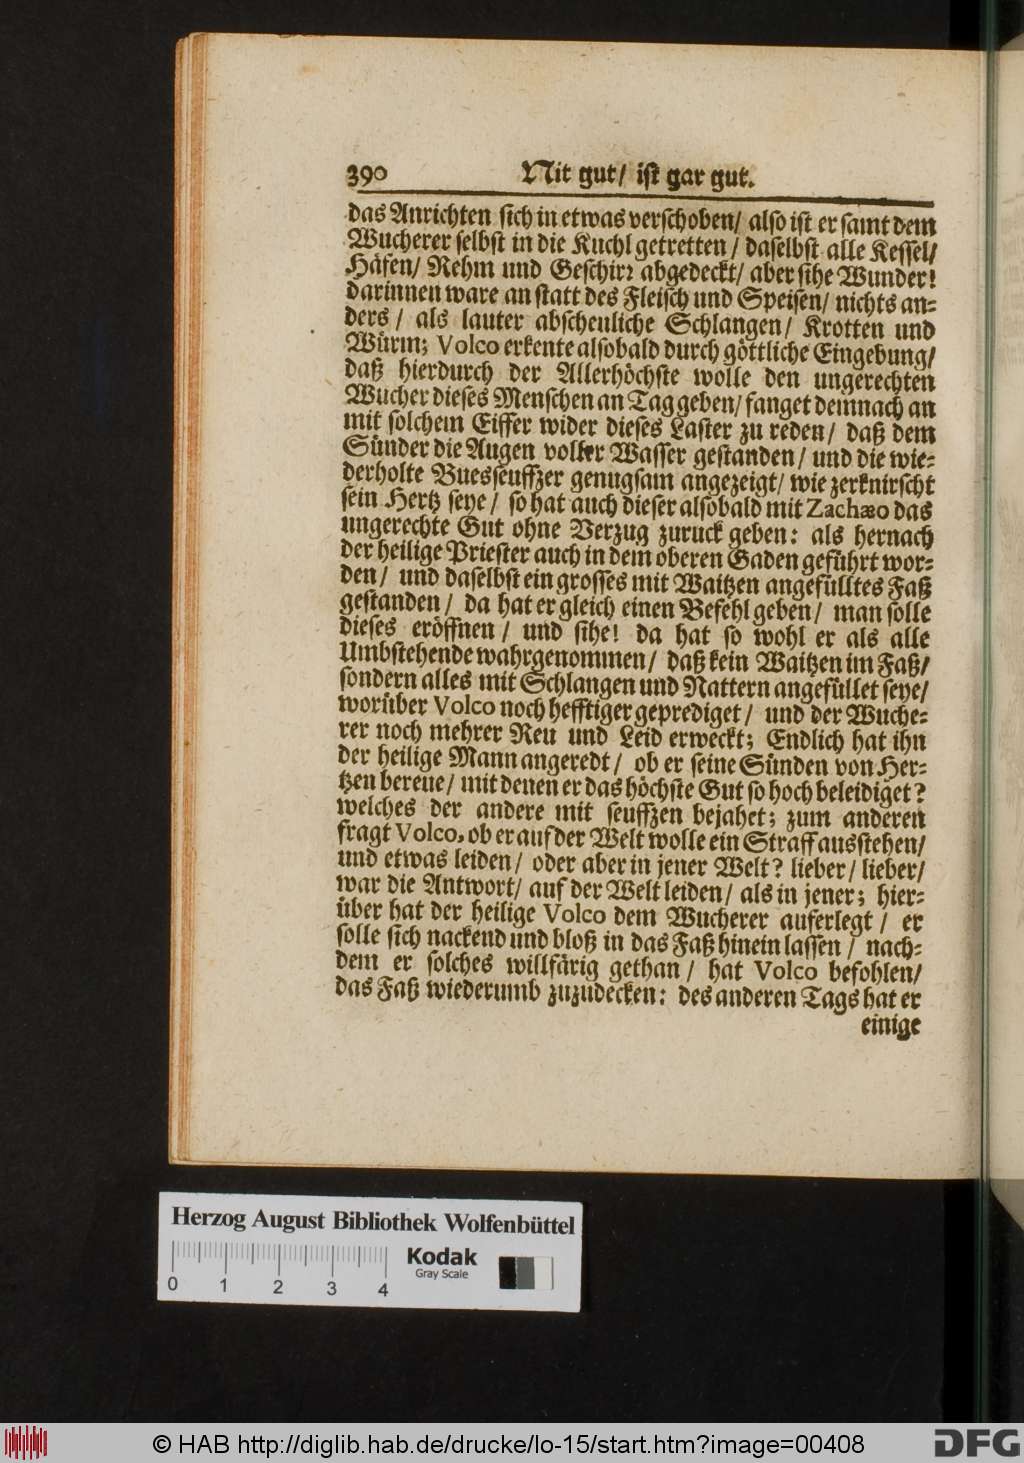 390 Nit gut/ ist gar gut.
das Anrichten sich in etwas verschoben/ also ist er samt dem
Wucherer selbst in die Kuchl getretten/ daselbst alle Kessel/
Häfen/ Rehm und Geschirr abgedeckt/ aber sihe Wunder!
darinnen ware an statt des Fleisch und Speisen/ nichts an-
ders/ als lauter abscheuliche Schlangen/ Krotten und
Würm; Volco erkente alsobald durch göttliche Eingebung/
daß hierdurch der Allerhöchste wolle den ungerechten
Wucher dieses Menschen an Tag geben/ fanget demnach an
mit solchem Eiffer wider dieses Laster zu reden/ daß dem
Sünder die Augen voller Wasser gestanden/ und die wie-
derholte Buesseuffzer genugsam angezeigt/ wie zerknirscht
sein Hertz seye/ so hat auch dieser alsobald mit Zachæo das
ungerechte Gut ohne Verzug zuruck geben: als hernach
der heilige Priester auch in dem oberen Gaden geführt wor-
den/ und daselbst ein grosses mit Waitzen angefülltes Faß
gestanden/ da hat er gleich einen Befehl geben/ man solle
dieses eröffnen/ und sihe! da hat so wohl er als alle
Umbstehende wahrgenommen/ daß kein Waitzen im Faß/
sondern alles mit Schlangen und Nattern angefüllet seye/
worüber Volco noch hefftiger geprediget/ und der Wuche-
rer noch mehrer Reu und Leid erweckt; Endlich hat ihn
der heilige Mann angeredt/ ob er seine Sünden von Her-
tzen bereue/ mit denen er das höchste Gut so hoch beleidiget?
welches der andere mit seuffzen bejahet; zum anderen
fragt Volco, ob er auf der Welt wolle ein Straff ausstehen/
und etwas leiden/ oder aber in jener Welt? lieber/ lieber/
war die Antwort/ auf der Welt leiden/ als in jener; hier-
über hat der heilige Volco dem Wucherer auferlegt/ er
solle sich nackend und bloß in das Faß hinein lassen/ nach-
dem er solches willfärig gethan/ hat Volco befohlen/
das Faß wiederumb zuzudecken: des anderen Tags hat er
einige
Herzog August Bibliothek Wolfenbüttel
Kodak
Gray Scale
0 1 2 3 4
© HAB http://diglib.hab.de/drucke/lo-15/start.htm?image=00408
DFG